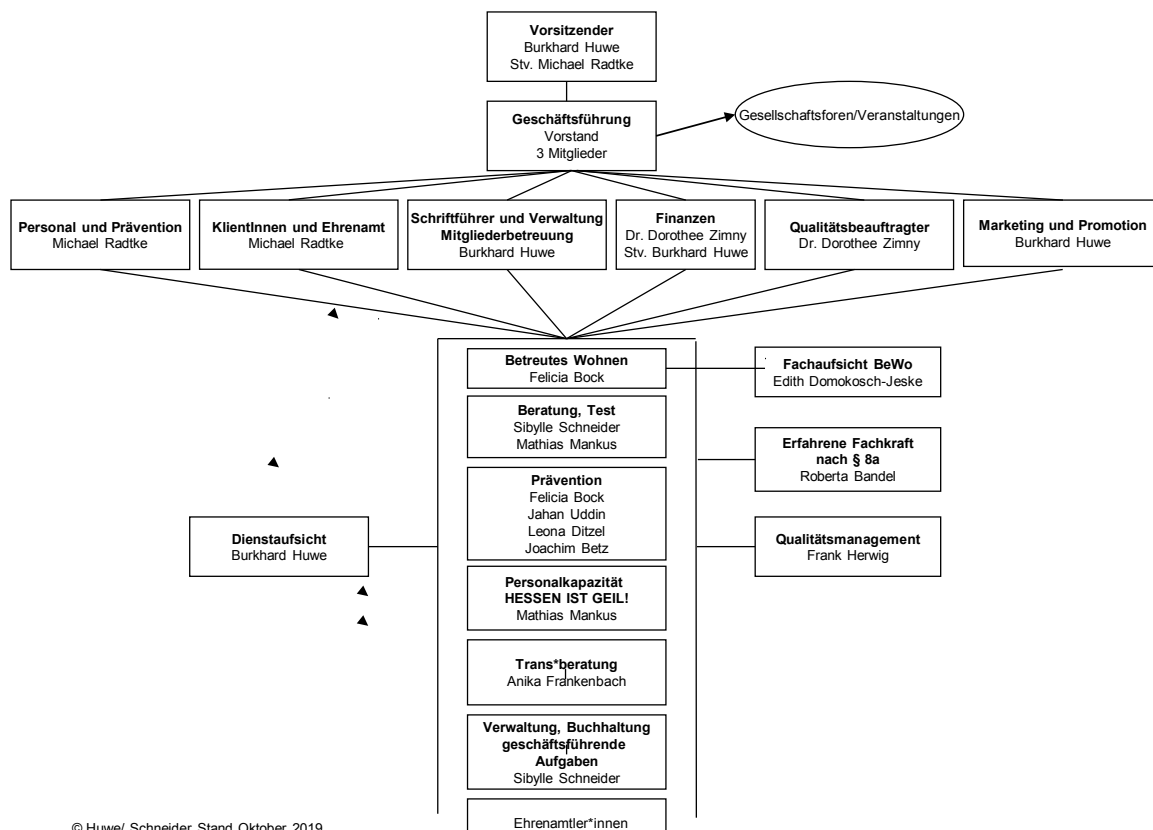 Vorsitzender
Burkhard Huwe
Stv. Michael Radtke
Geschäftsführung
Vorstand
3 Mitglieder
Gesellschaftsforen/Veranstaltungen
Personal und Prävention
Michael Radtke
KlientInnen und Ehrenamt
Michael Radtke
Schriftführer und Verwaltung
Mitgliederbetreuung
Burkhard Huwe
Finanzen
Dr. Dorothee Zimny
Stv. Burkhard Huwe
Qualitätsbeauftragter
Dr. Dorothee Zimny
Marketing und Promotion
Burkhard Huwe
Betreutes Wohnen
Felicia Bock
Fachaufsicht BeWo
Edith Domokosch-Jeske
Beratung, Test
Sibylle Schneider
Mathias Mankus
Erfahrene Fachkraft
nach § 8a
Roberta Bandel
Prävention
Felicia Bock
Jahan Uddin
Leona Ditzel
Joachim Betz
Dienstaufsicht
Burkhard Huwe
Qualitätsmanagement
Frank Herwig
Personalkapazität
HESSEN IST GEIL!
Mathias Mankus
Trans*beratung
Anika Frankenbach
Verwaltung, Buchhaltung
geschäftsführende
Aufgaben
Sibylle Schneider
Ehrenamtler*innen
© Huwe/ Schneider Stand Oktober 2019